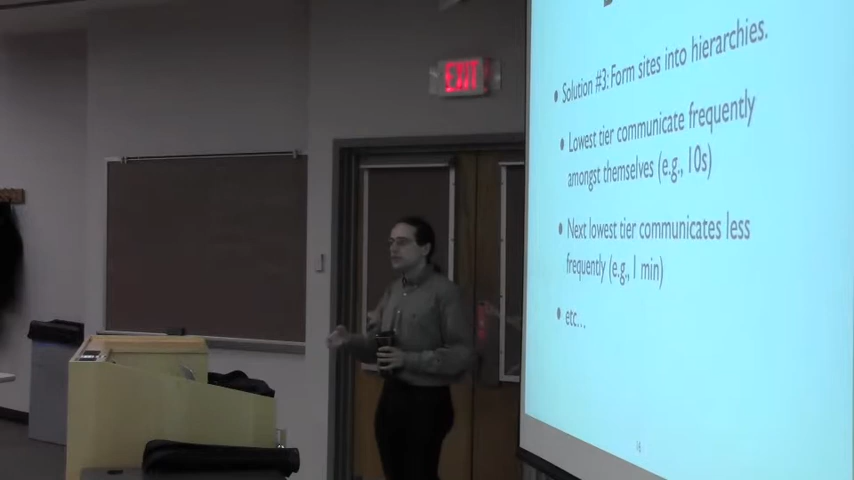 EXIT
• Solution #3: Form sites into hierarchies.
• Lowest tier communicate frequently
amongst themselves (e.g., 10s)
• Next lowest tier communicates less
frequently (e.g., 1 min)
• etc...